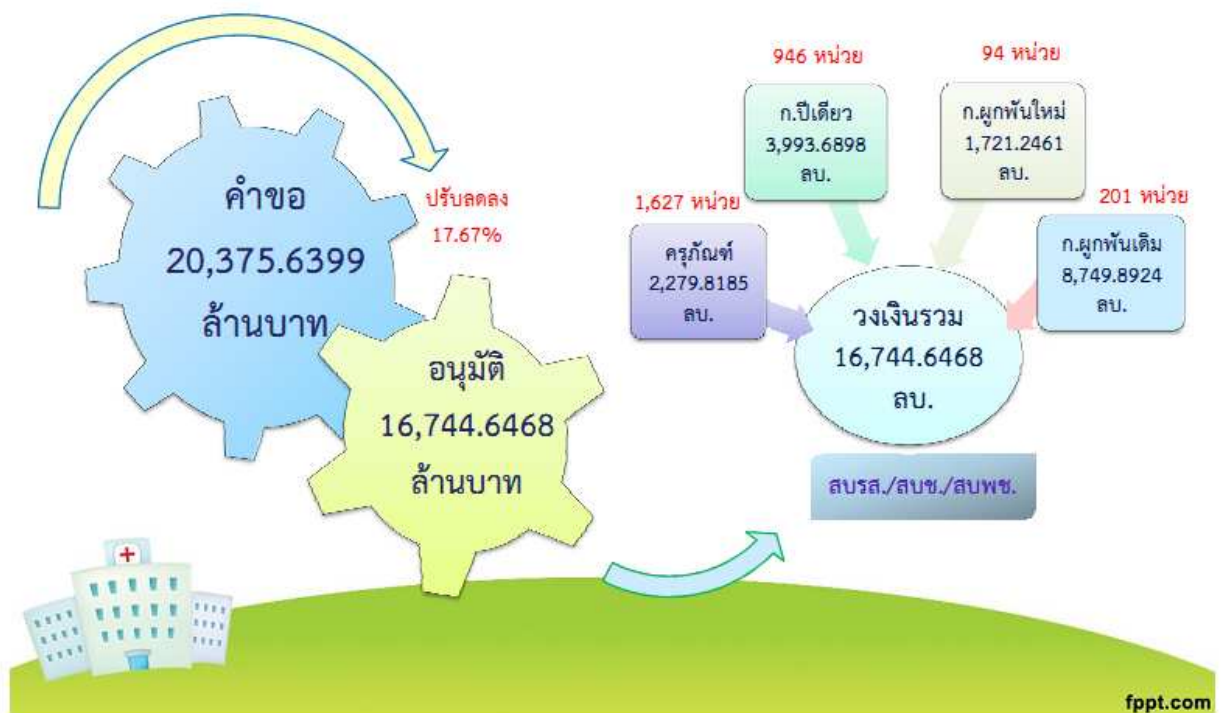 คำขอ
20,375.6399
ล้านบาท
ปรับลดลง
17.67%
อนุมัติ
16,744.6468
ล้านบาท
946 หน่วย
ก.ปีเดียว
3,993.6898
ลบ.
94 หน่วย
ก.ผูกพันใหม่
1,721.2461
ลบ.
1,627 หน่วย
ครุภัณฑ์
2,279.8185
ลบ.
201 หน่วย
ก.ผูกพันเดิม
8,749.8924
ลบ.
วงเงินรวม
16,744.6468
ลบ.
สบรส./สบช./สบพช.
fppt.com